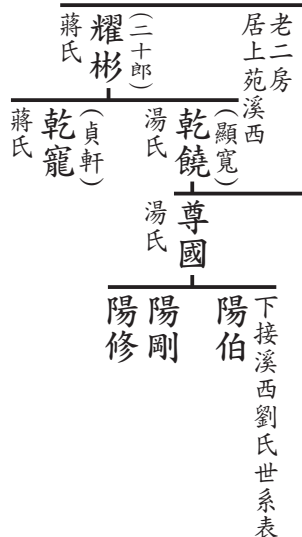 老二房
居上苑溪西
(二十郎)
耀彬
蔣氏
(顯寬)
乾饒
湯氏
(貞軒)
乾寵
蔣氏
尊國
湯氏
下接溪西劉氏世系表
陽伯
陽剛
陽修